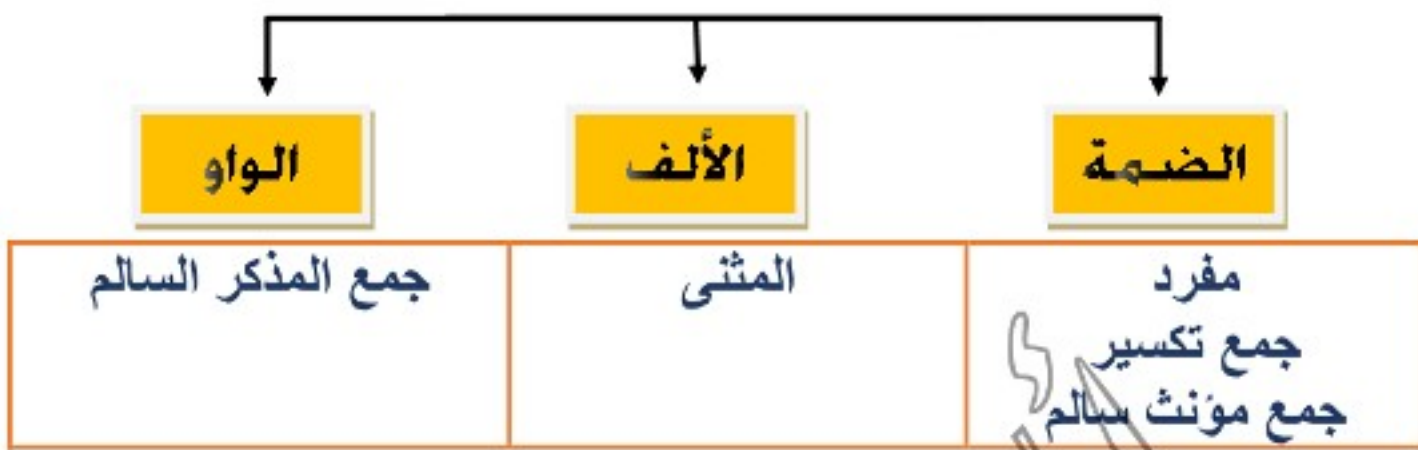 الضمة
الألف
الواو
مفرد
جمع تكسير
جمع مؤنث سالم
المثنى
جمع المذكر السالم